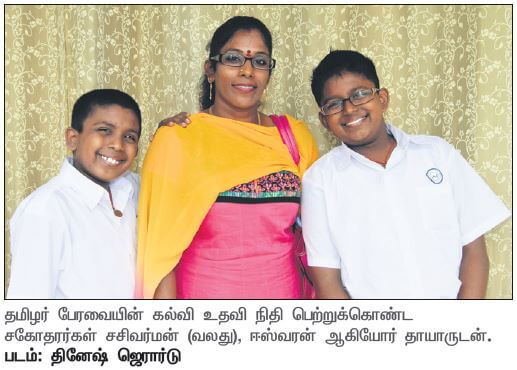 தமிழர் பேரவையின் கல்வி உதவி நிதி பெற்றுக்கொண்ட
சகோதரர்கள் சசிவர்மன் (வலது), ஈஸ்வரன் ஆகியோர் தாயாருடன்.
படம்: தினேஷ் ஜெரார்டு